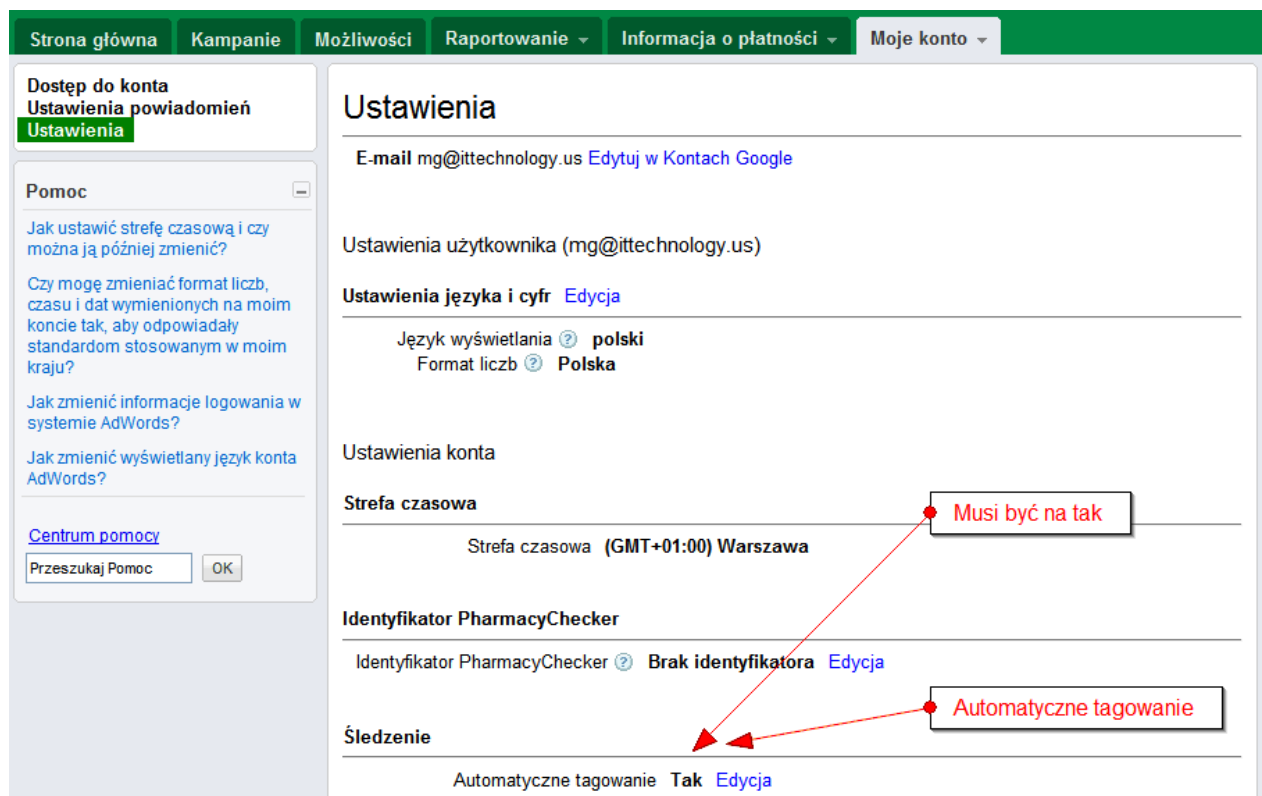 Strona główna Kampanie Możliwości Raportowanie Informacja o płatności Moje konto
Dostęp do konta
Ustawienia powiadomień
Ustawienia
Pomoc
Jak ustawić strefę czasową i czy
można ją później zmienić?
Czy mogę zmieniać format liczb,
czasu i dat wymienionych na moim
koncie tak, aby odpowiadały
standardom stosowanym w moim
kraju?
Jak zmienić informacje logowania w
systemie AdWords?
Jak zmienić wyświetlany język konta
AdWords?
Centrum pomocy
Przeszukaj Pomoc OK
Ustawienia
E-mail mg@ittechnology.us Edytuj w Kontach Google
Ustawienia użytkownika (mg@ittechnology.us)
Ustawienia języka i cyfr Edycja
Język wyświetlania ? polski
Format liczb ? Polska
Ustawienia konta
Strefa czasowa
Musi być na tak
Strefa czasowa (GMT+01:00) Warszawa
Identyfikator PharmacyChecker
Identyfikator PharmacyChecker ? Brak identyfikatora Edycja
Automatyczne tagowanie
Śledzenie
Automatyczne tagowanie Tak Edycja